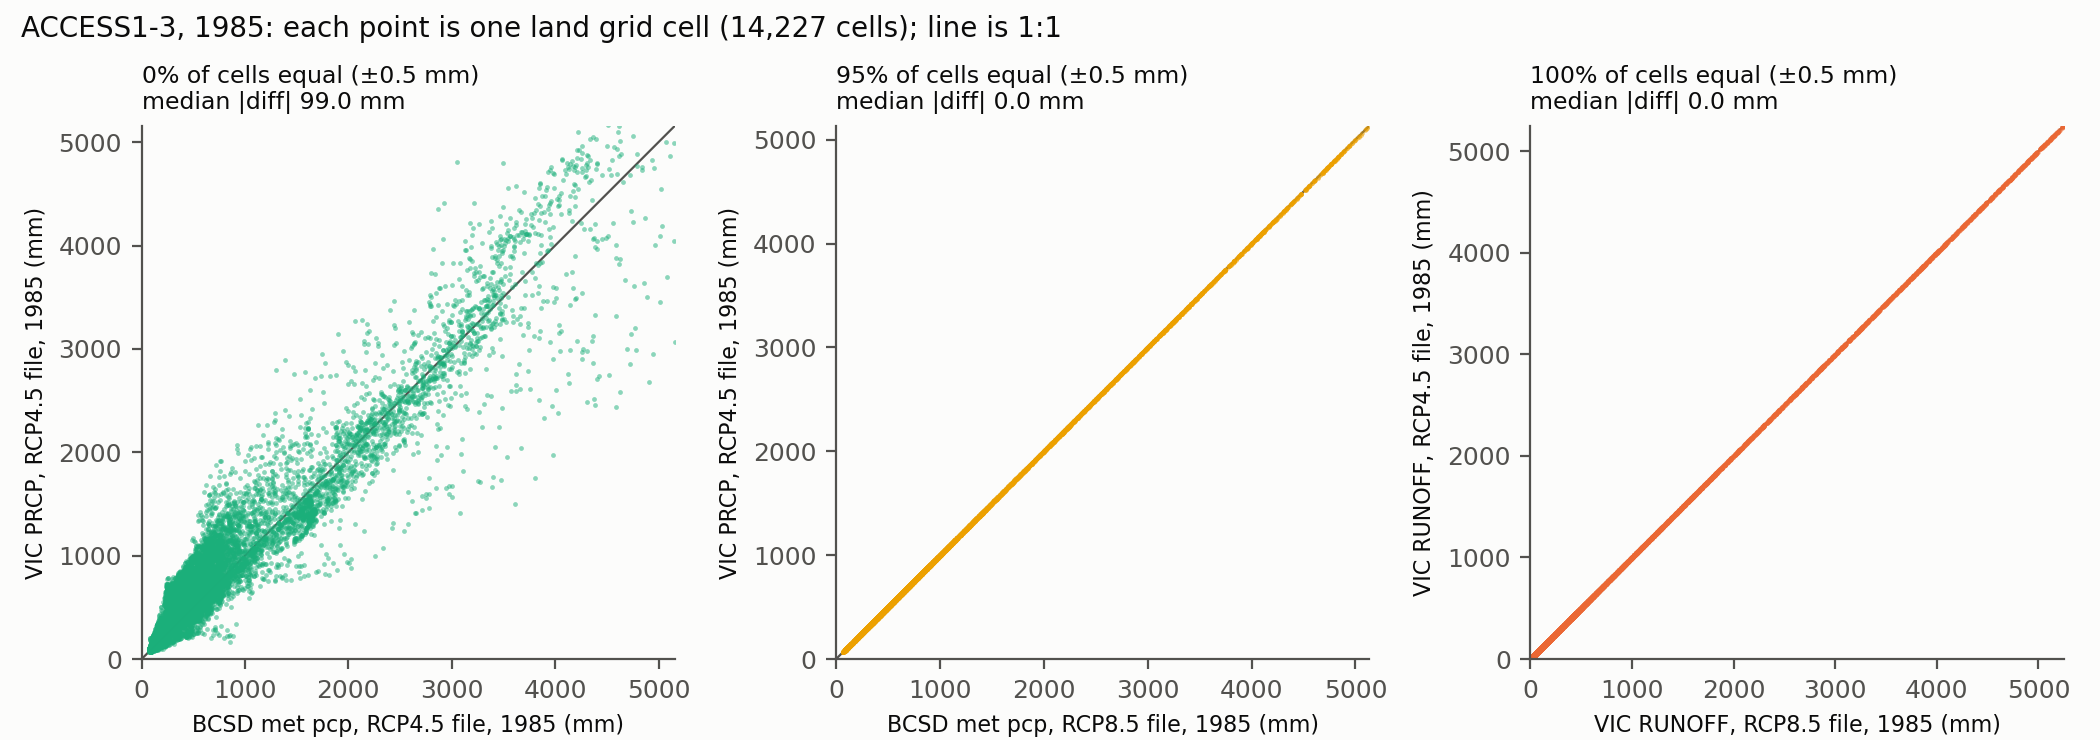 ACCESS1-3, 1985: each point is one land grid cell (14,227 cells); line is 1:1
0% of cells equal (±0.5 mm)
median |diff| 99.0 mm
VIC PRCP, RCP4.5 file, 1985 (mm)
5000
4000
3000
2000
1000
0
0 1000 2000 3000 4000 5000
BCSD met pcp, RCP4.5 file, 1985 (mm)
95% of cells equal (±0.5 mm)
median |diff| 0.0 mm
VIC PRCP, RCP4.5 file, 1985 (mm)
5000
4000
3000
2000
1000
0
0 1000 2000 3000 4000 5000
BCSD met pcp, RCP8.5 file, 1985 (mm)
100% of cells equal (±0.5 mm)
median |diff| 0.0 mm
VIC RUNOFF, RCP4.5 file, 1985 (mm)
5000
4000
3000
2000
1000
0
0 1000 2000 3000 4000 5000
VIC RUNOFF, RCP8.5 file, 1985 (mm)